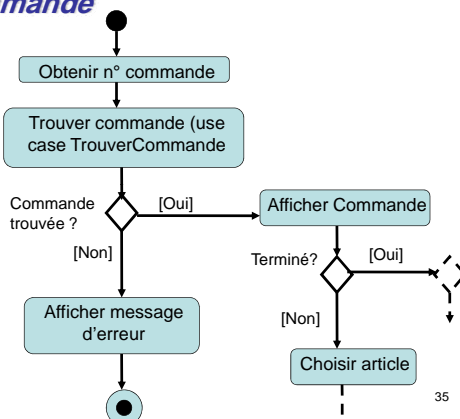 Obtenir n° commande
Trouver commande (use
case TrouverCommande
Commande
trouvée ?
[Oui]
Afficher Commande
[Non]
Terminé?
[Oui]
Afficher message
d'erreur
[Non]
Choisir article
35